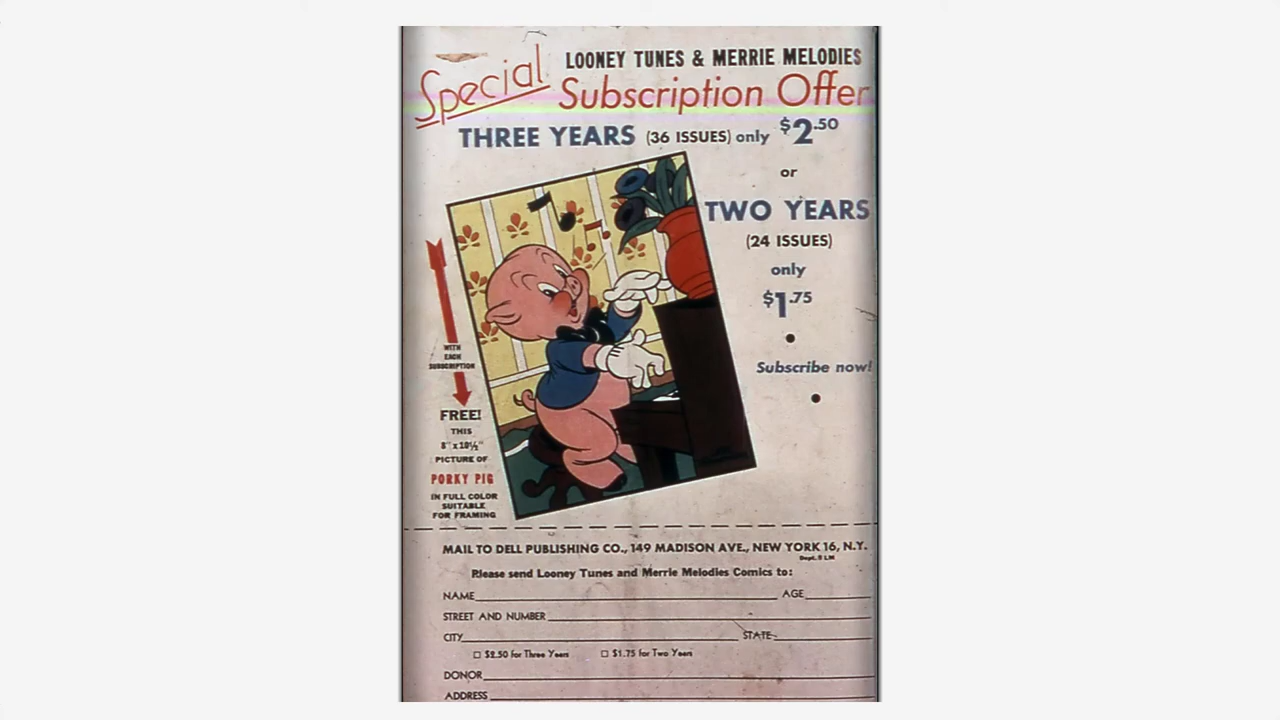 Special
LOONEY TUNES & MERRIE MELODIES
Subscription Offer
THREE YEARS (36 ISSUES) only $2.50
or
TWO YEARS
(24 ISSUES)
only
$1.75
Subscribe now!
WITH
EACH
SUBSCRIPTION
FREE!
THIS
8" x 10½"
PICTURE OF
PORKY PIG
IN FULL COLOR
SUITABLE
FOR FRAMING
MAIL TO DELL PUBLISHING CO., 149 MADISON AVE., NEW YORK 16, N.Y.
Dept. 8 LM
Please send Looney Tunes and Merrie Melodies Comics to:
NAME AGE
STREET AND NUMBER
CITY STATE
$2.50 for Three Years $1.75 for Two Years
DONOR
ADDRESS